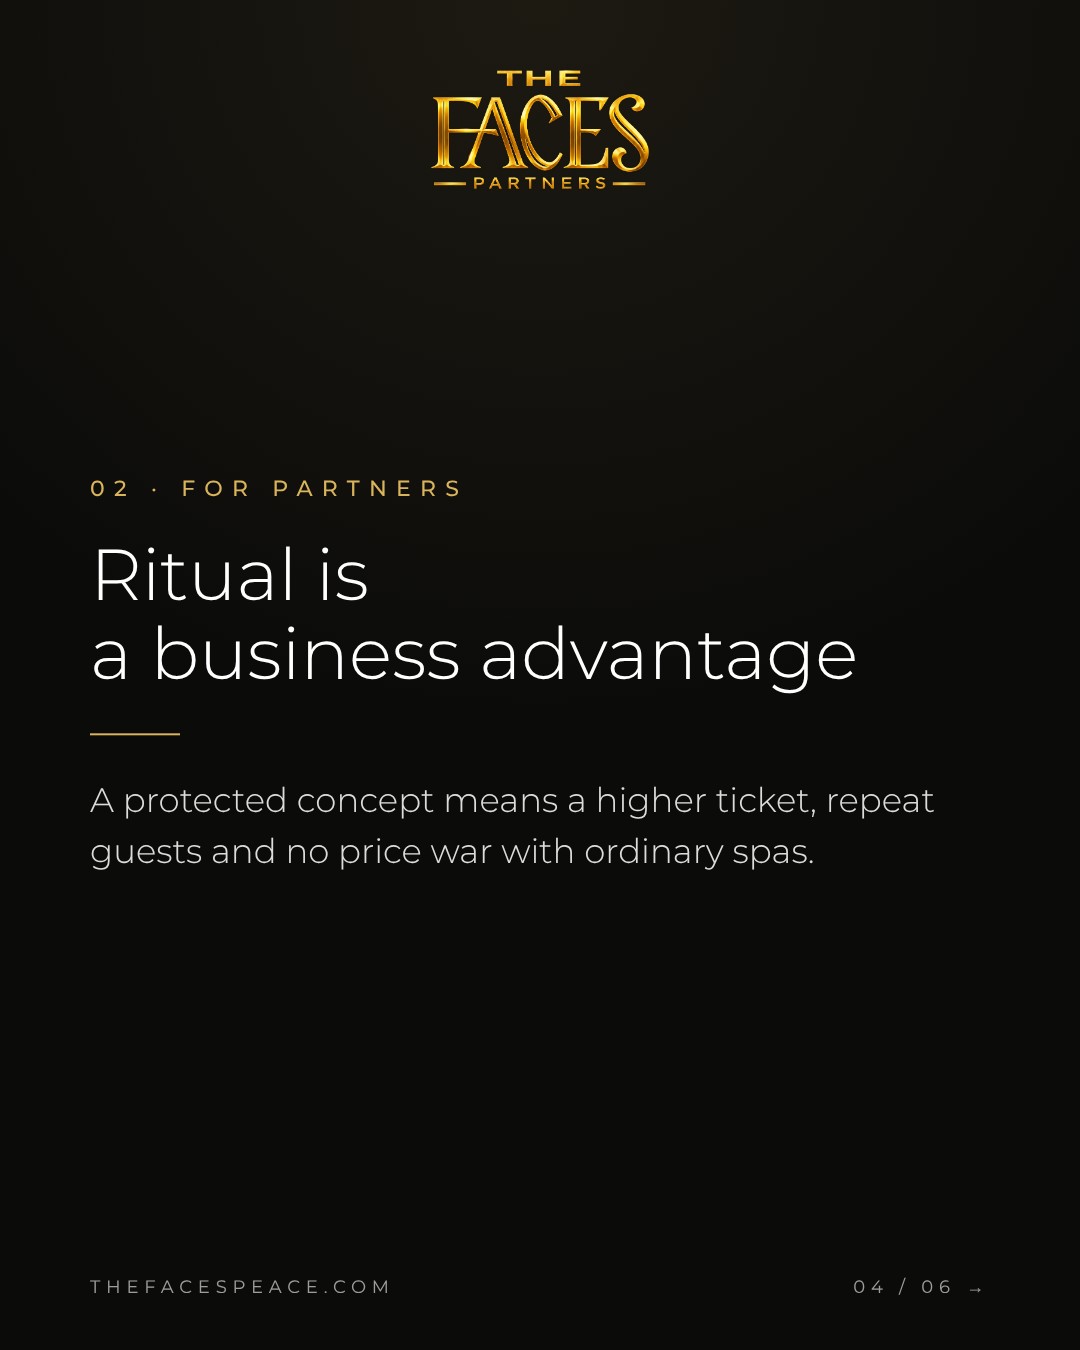 THE
FACES
PARTNERS
02 · FOR PARTNERS
Ritual is
a business advantage
A protected concept means a higher ticket, repeat
guests and no price war with ordinary spas.
THEFACESPEACE.COM
04 / 06 →